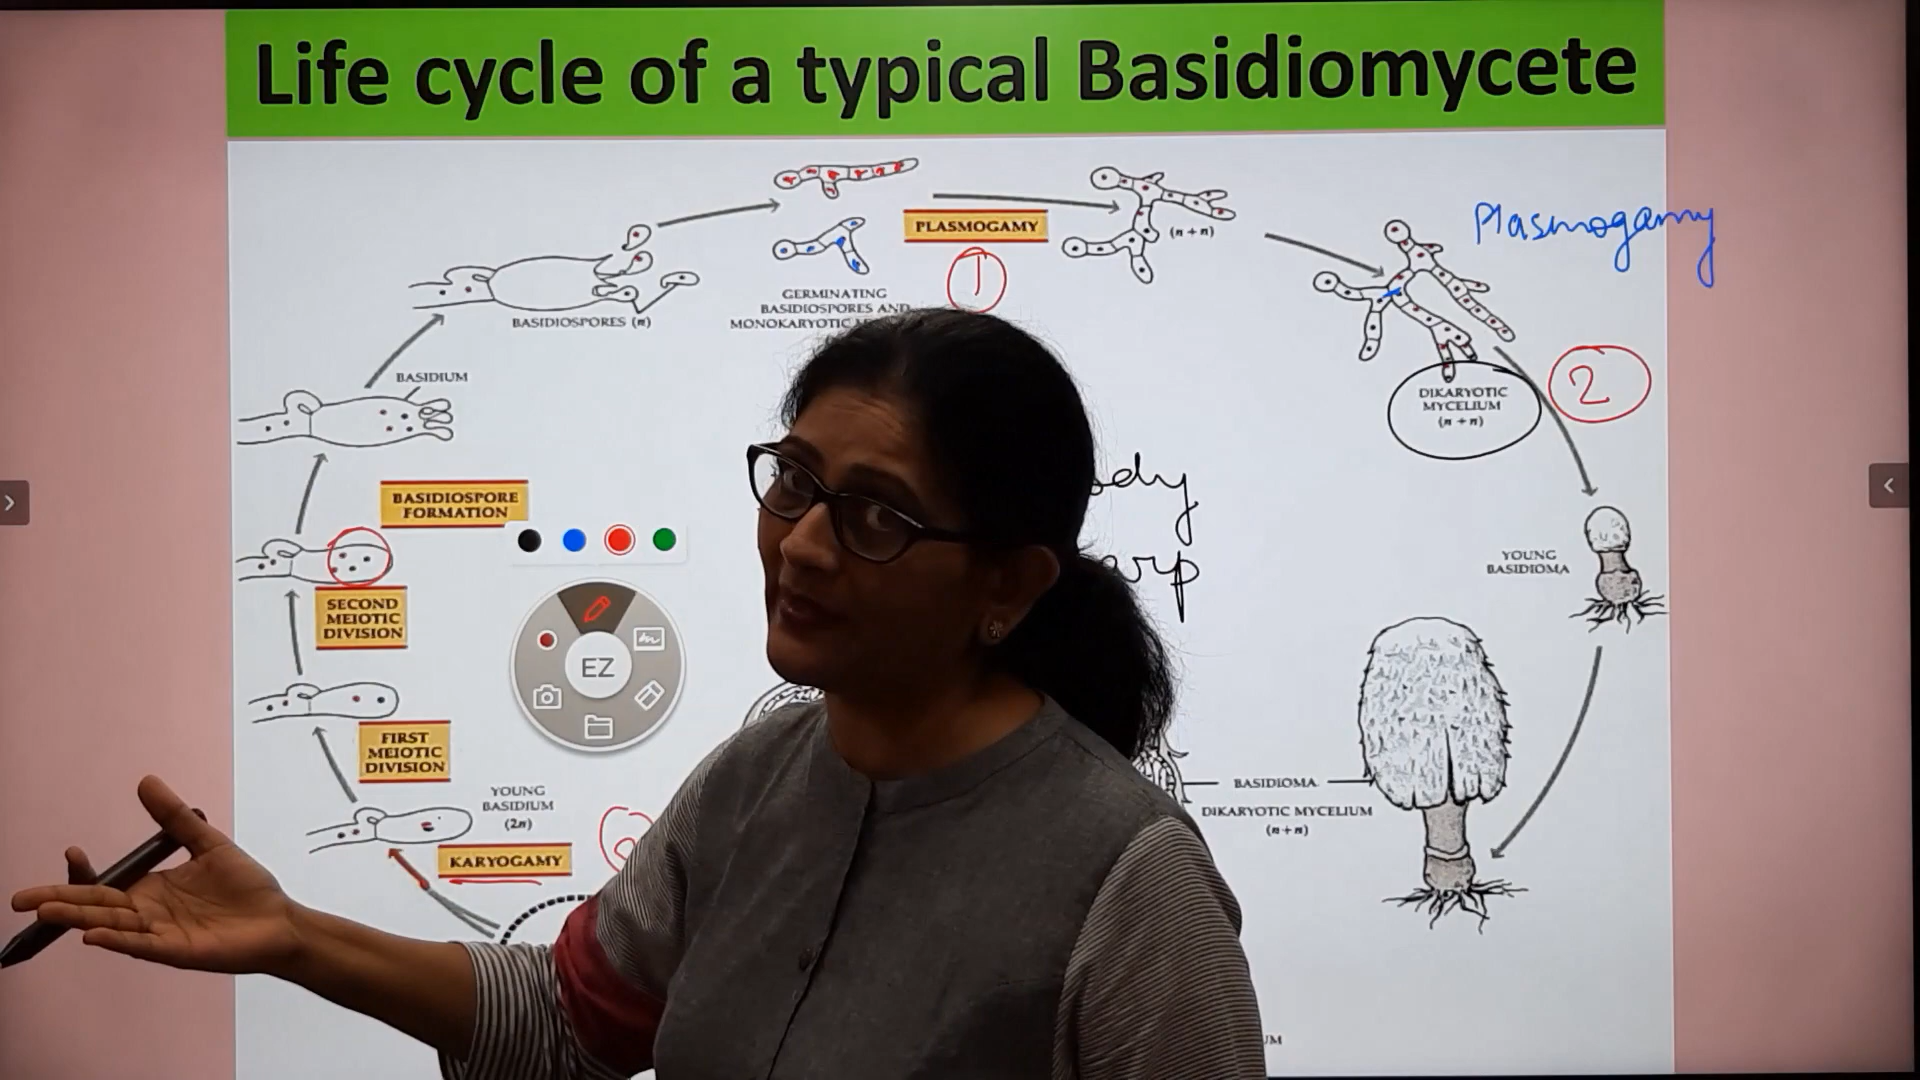 Life cycle of a typical Basidiomycete
PLASMOGAMY
1
(n + n)
Plasmogamy
BASIDIOSPORES (n)
GERMINATING
BASIDIOSPORES AND
MONOKARYOTIC
BASIDIUM
DIKARYOTIC
MYCELIUM
(n + n)
2
BASIDIOSPORE
FORMATION
YOUNG
BASIDIOMA
SECOND
MEIOTIC
DIVISION
EZ
FIRST
MEIOTIC
DIVISION
YOUNG
BASIDIUM
(2n)
KARYOGAMY
BASIDIOMA
DIKARYOTIC MYCELIUM
(n + n)